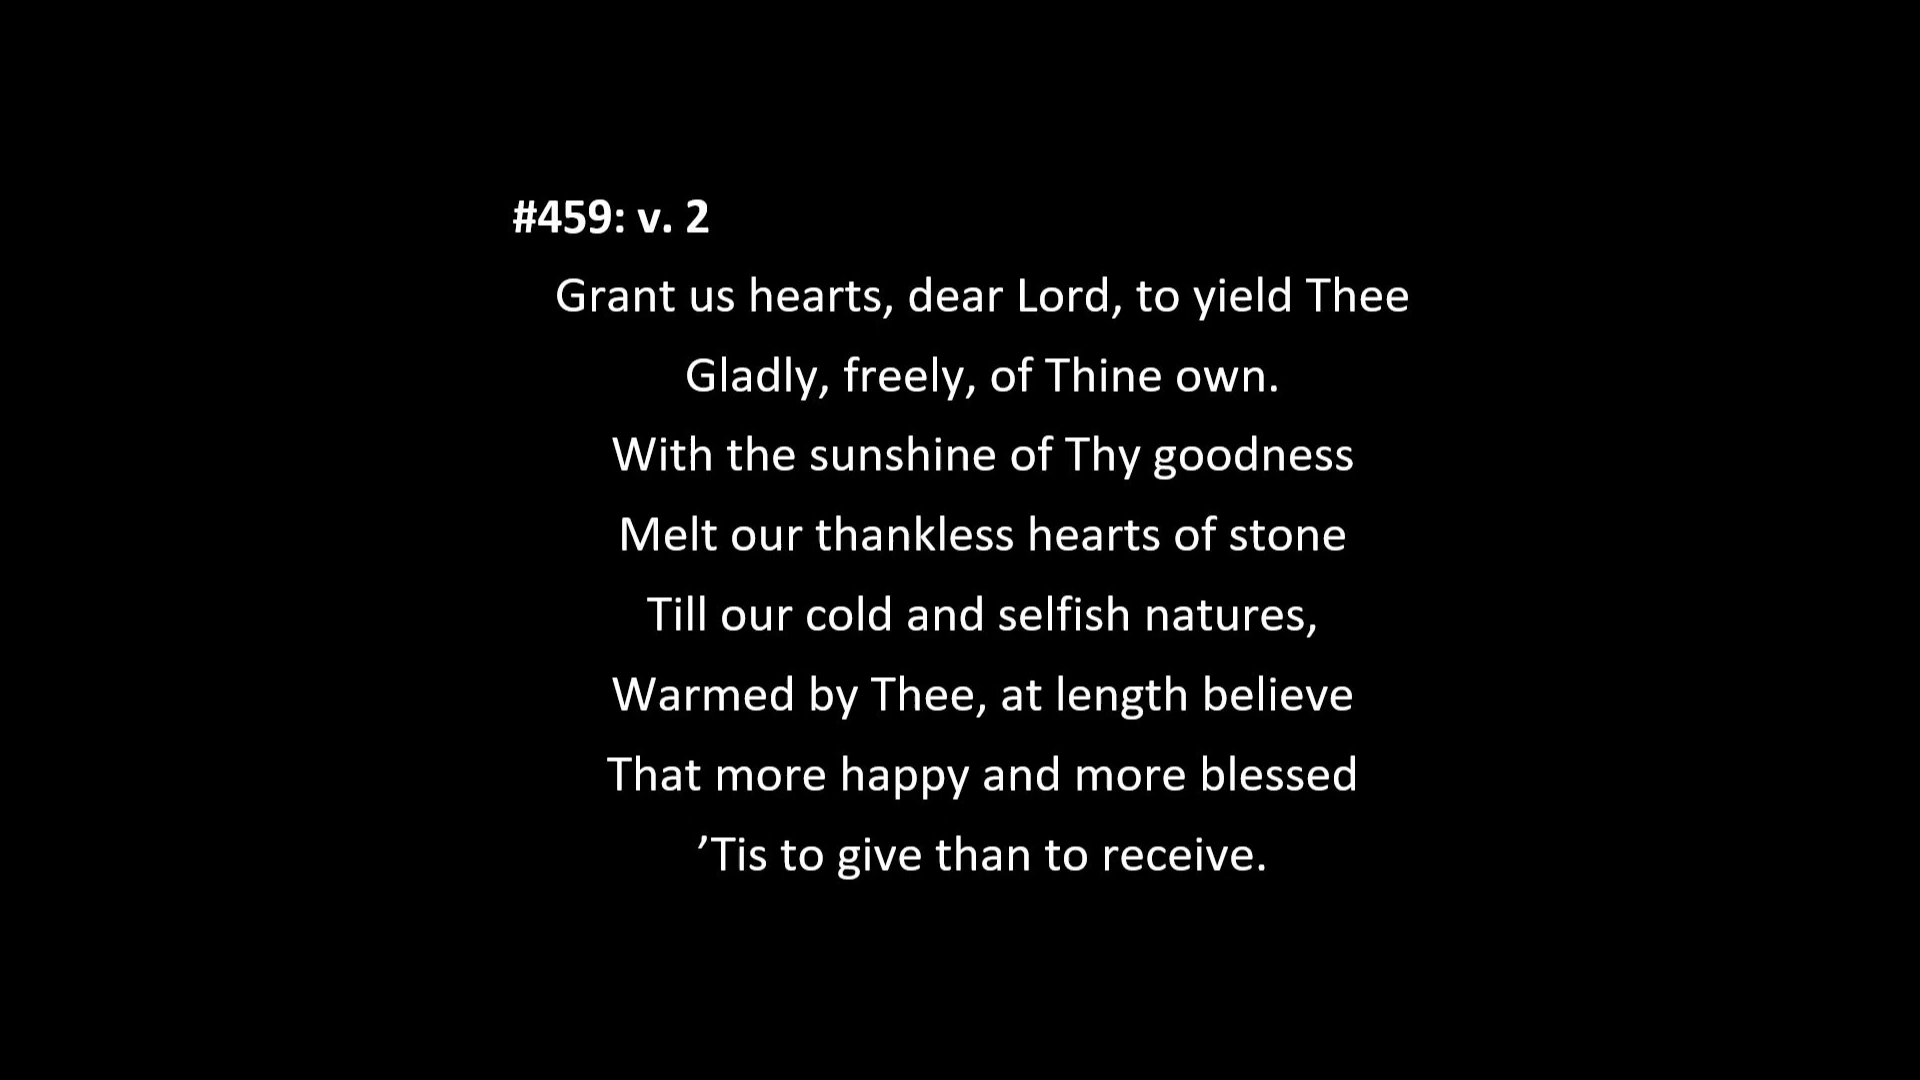 #459: v. 2
Grant us hearts, dear Lord, to yield Thee
Gladly, freely, of Thine own.
With the sunshine of Thy goodness
Melt our thankless hearts of stone
Till our cold and selfish natures,
Warmed by Thee, at length believe
That more happy and more blessed
’Tis to give than to receive.